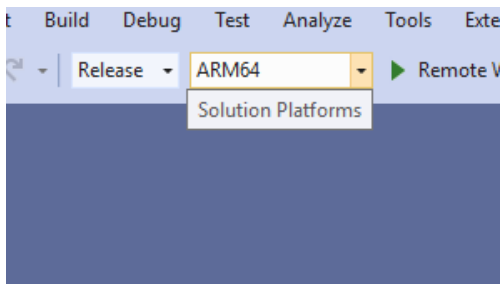 t Build Debug Test Analyze Tools Exte
Release ARM64 Remote W
Solution Platforms